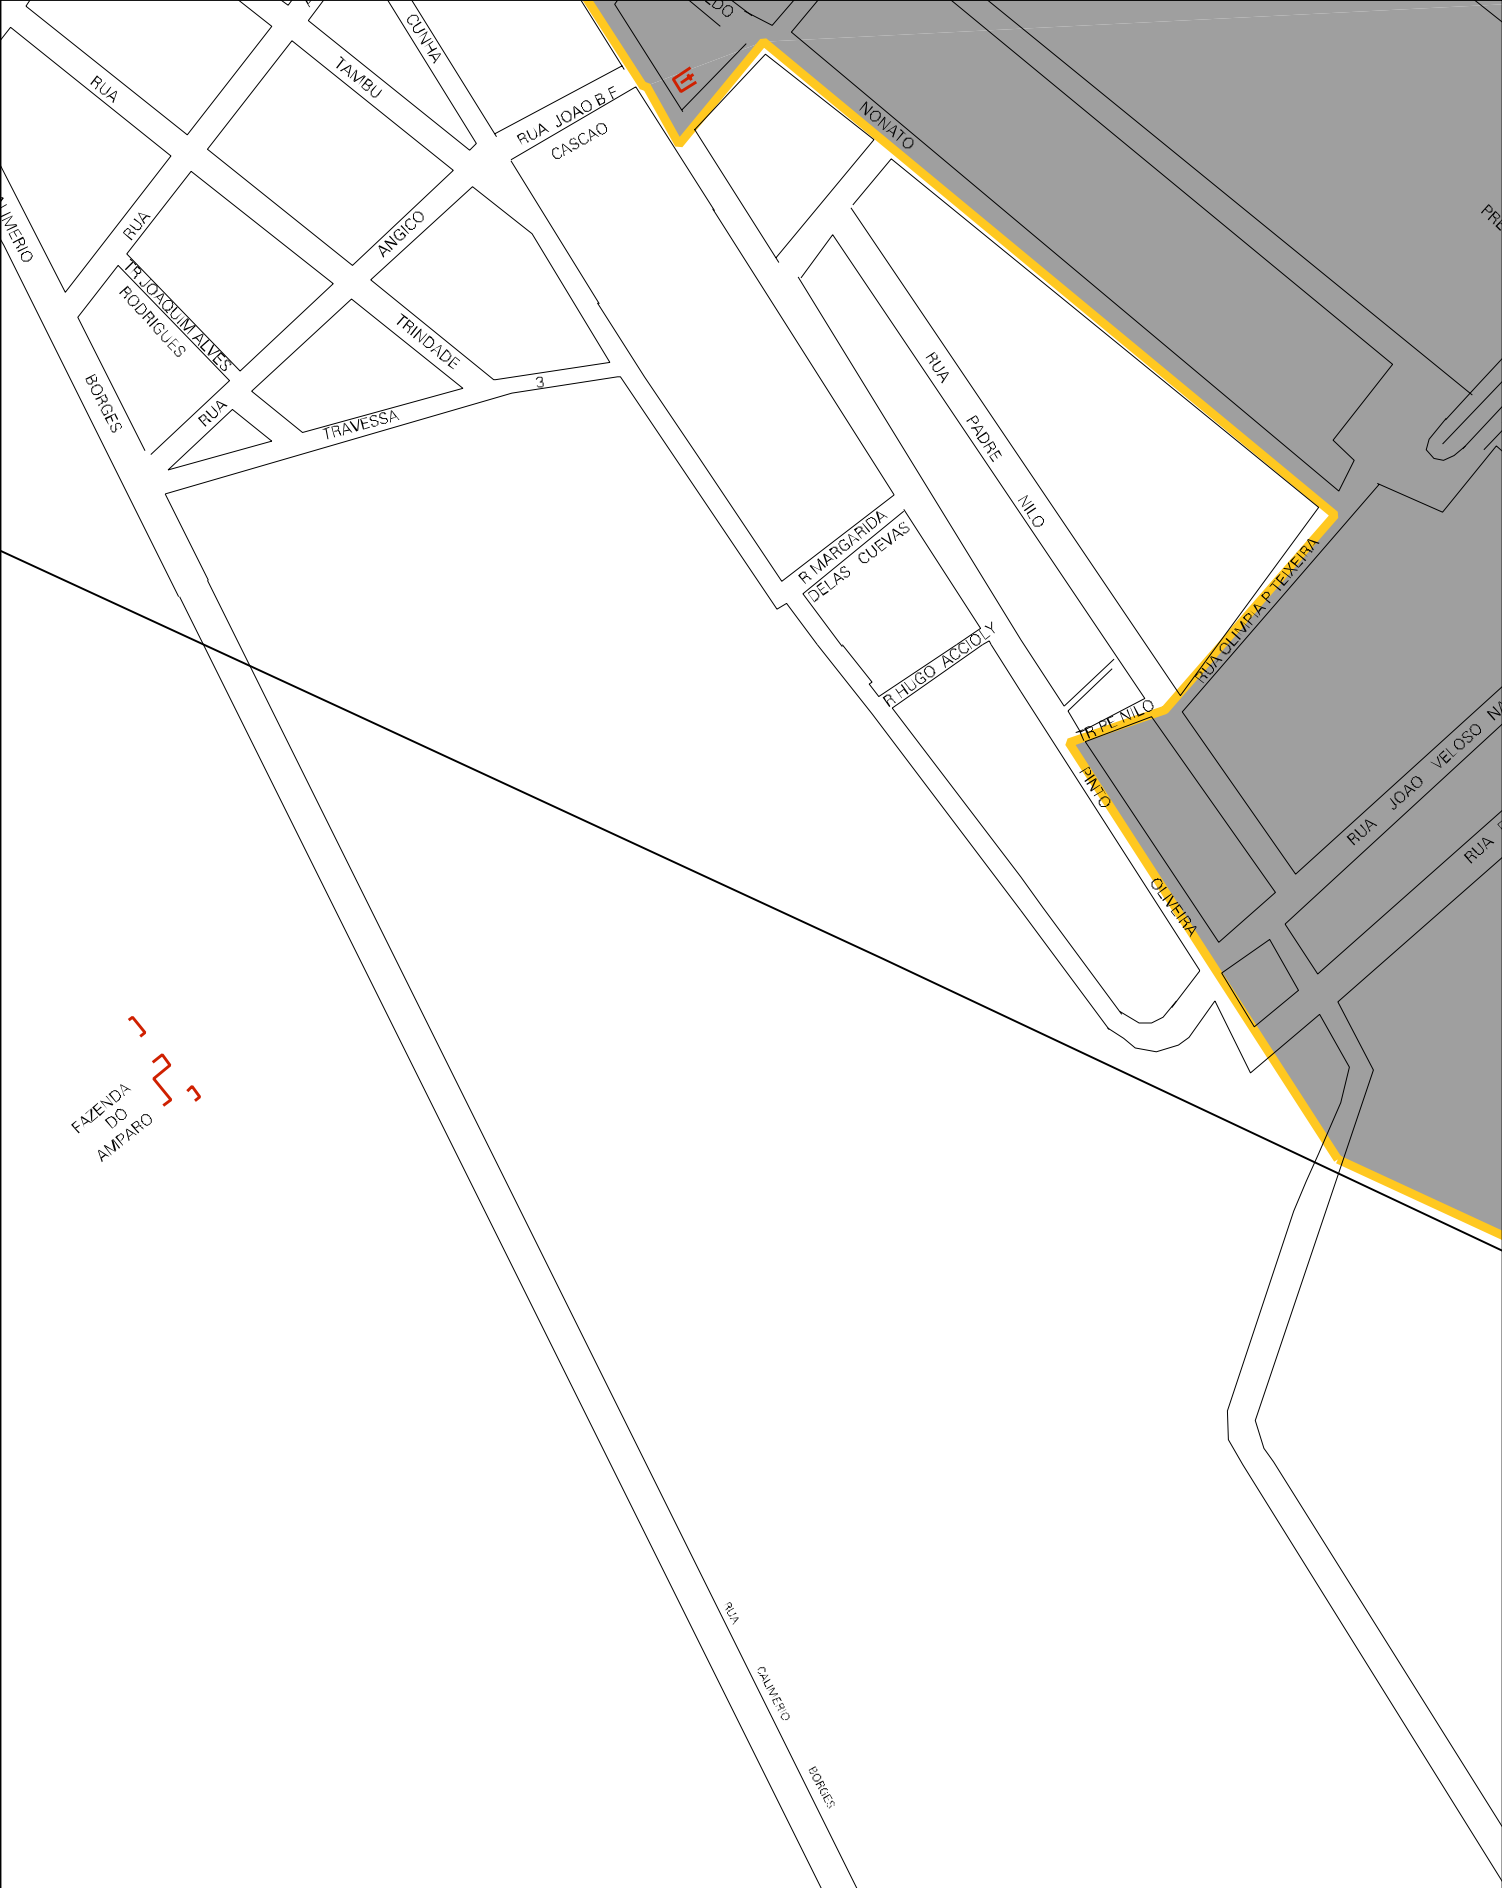 CUNHA
TAMBU
RUA
RUA JOAO B F
CASCAO
NONATO
RUA
ANGICO
TR JOAQUIM ALVES
RODRIGUES
TRINDADE
BORGES
RUA
TRAVESSA
3
RUA
PADRE
NILO
R MARGARIDA
DELAS CUEVAS
RUA OLIMPIA P TEIXEIRA
R HUGO ACCIOLY
TR PE NILO
PINTO
OLIVEIRA
RUA JOAO VELOSO
RUA
FAZENDA
DO
AMPARO
RUA
CALIMERIO
BORGES